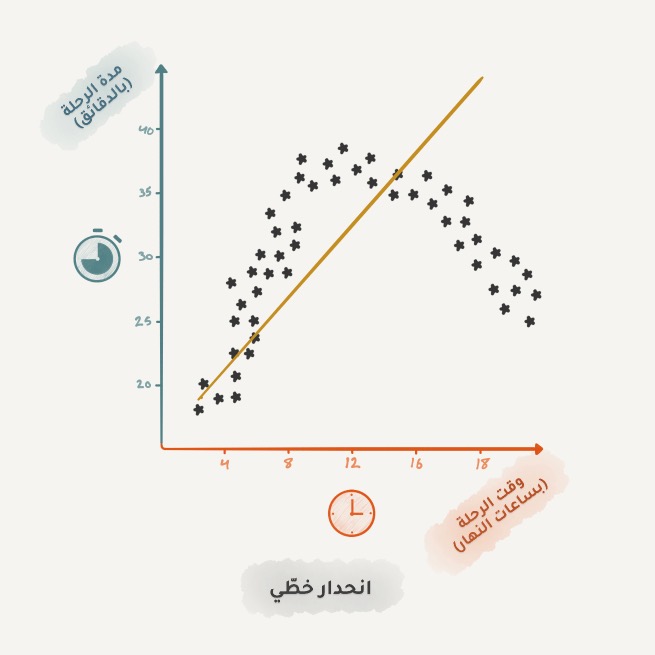 مدة الرحلة
(بالدقائق)
40
35
30
25
20
4
8
12
16
18
وقت الرحلة
(بساعات النهار)
انحدار خطّي